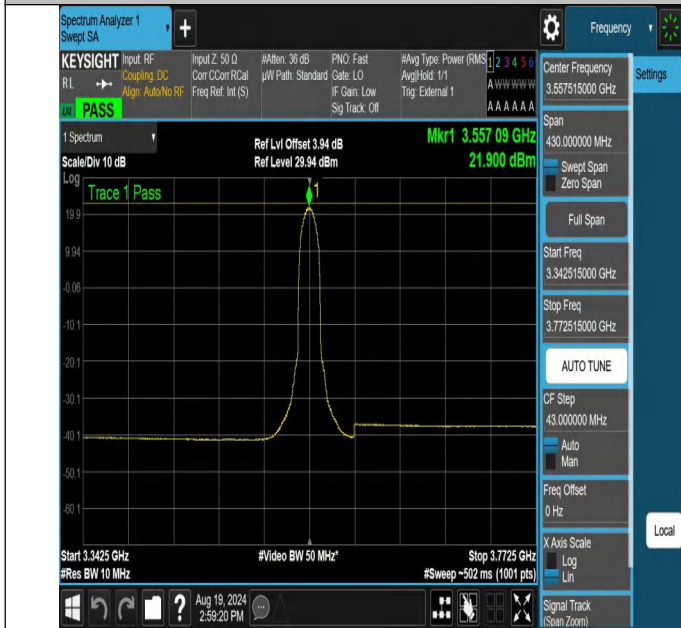 Spectrum Analyzer 1
Swept SA
+
Frequency
KEYSIGHT
RL
PASS
Input: RF
Coupling: DC
Align: Auto/No RF
Input Z: 50 Ω
Corr CCorr RCal
Freq Ref: Int (S)
#Atten: 36 dB
µW Path: Standard
PNO: Fast
Gate: LO
IF Gain: Low
Sig Track: Off
#Avg Type: Power (RMS
Avg|Hold: 1/1
Trig: External 1
1 2 3 4 5 6
A W W W W W
A A A A A A
1 Spectrum
Scale/Div 10 dB
Log
Ref Lvl Offset 3.94 dB
Ref Level 29.94 dBm
Mkr1 3.557 09 GHz
21.900 dBm
Trace 1 Pass
1
19.9
9.94
-0.06
-10.1
-20.1
-30.1
-40.1
-50.1
-60.1
Start 3.3425 GHz
#Res BW 10 MHz
#Video BW 50 MHz*
Stop 3.7725 GHz
#Sweep ~502 ms (1001 pts)
?
Aug 19, 2024
2:59:20 PM
Center Frequency
3.557515000 GHz
Settings
Span
430.000000 MHz
Swept Span
Zero Span
Full Span
Start Freq
3.342515000 GHz
Stop Freq
3.772515000 GHz
AUTO TUNE
CF Step
43.000000 MHz
Auto
Man
Freq Offset
0 Hz
X Axis Scale
Log
Lin
Local
Signal Track
(Span Zoom)